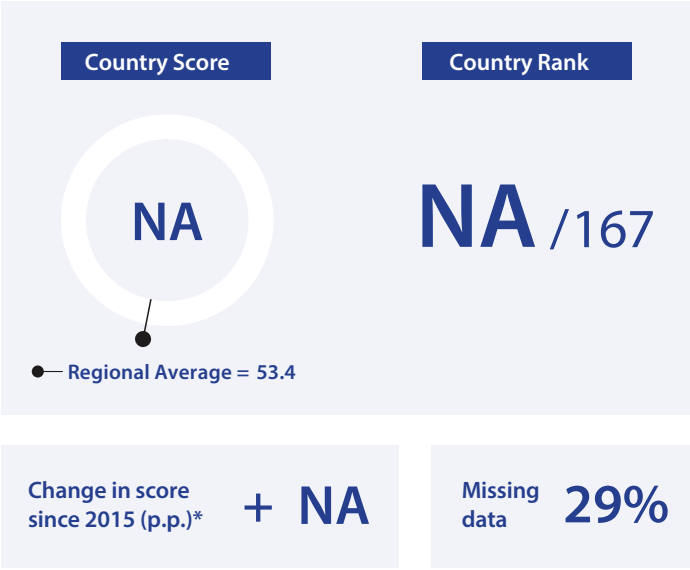 Country Score
Country Rank
NA
NA /167
Regional Average = 53.4
Change in score
since 2015 (p.p.)*
+ NA
Missing
data
29%